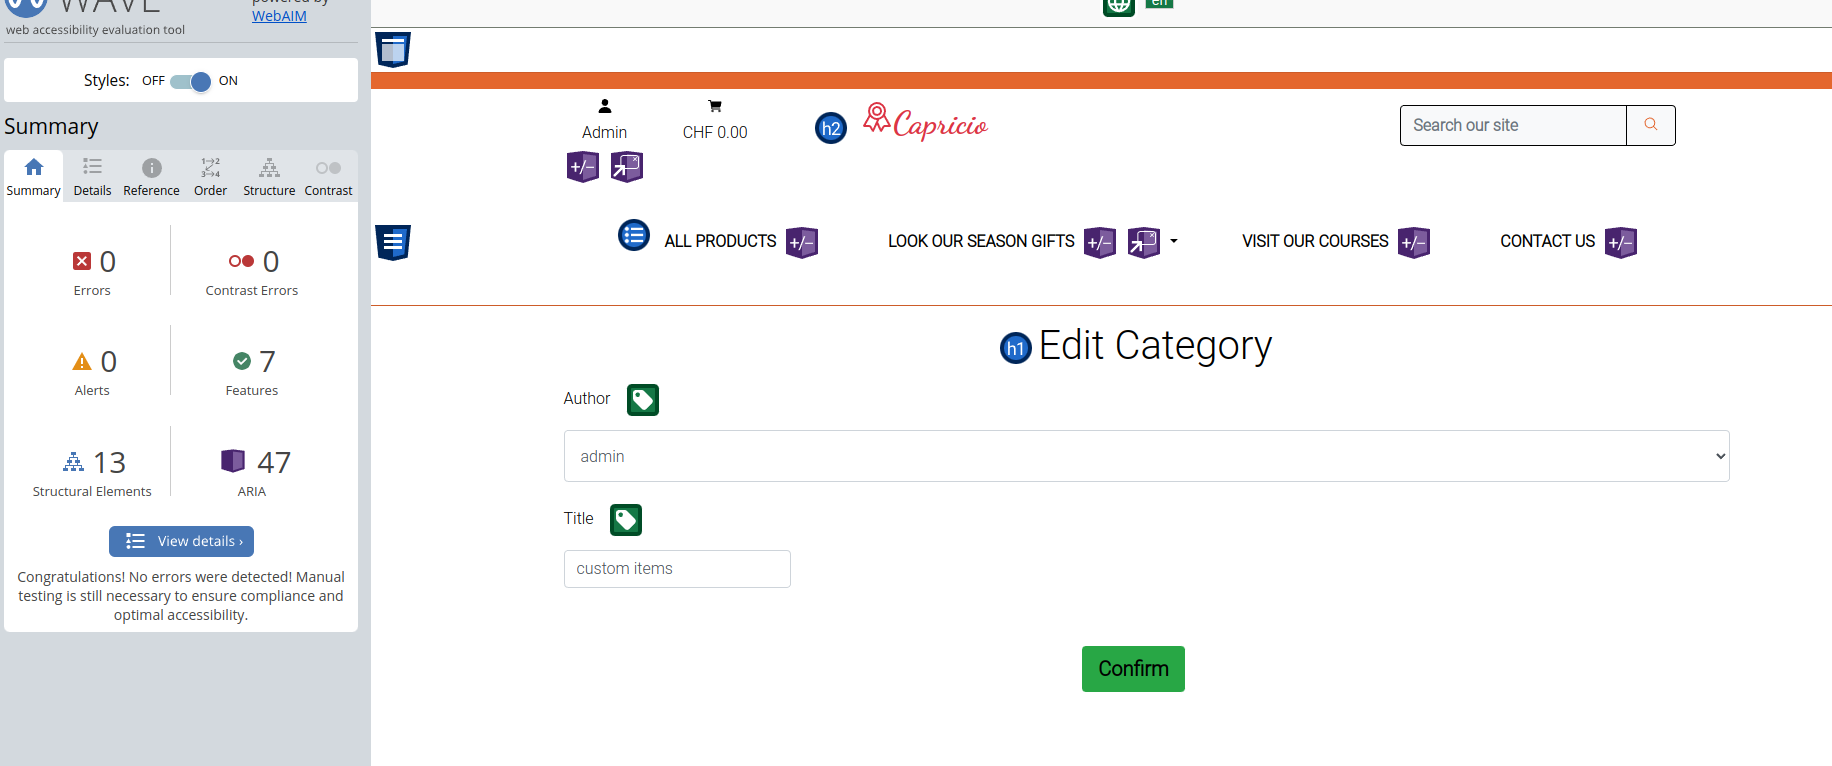 WAVE
powered by
WebAIM
web accessibility evaluation tool
Styles: OFF ON
Summary
Summary Details Reference Order Structure Contrast
0 Errors
0 Contrast Errors
0 Alerts
7 Features
13 Structural Elements
47 ARIA
View details ›
Congratulations! No errors were detected! Manual
testing is still necessary to ensure compliance and
optimal accessibility.
en
Admin
CHF 0.00
h2 Capricio
Search our site
+/-
ALL PRODUCTS +/-
LOOK OUR SEASON GIFTS +/-
VISIT OUR COURSES +/-
CONTACT US +/-
h1 Edit Category
Author
admin
Title
custom items
Confirm